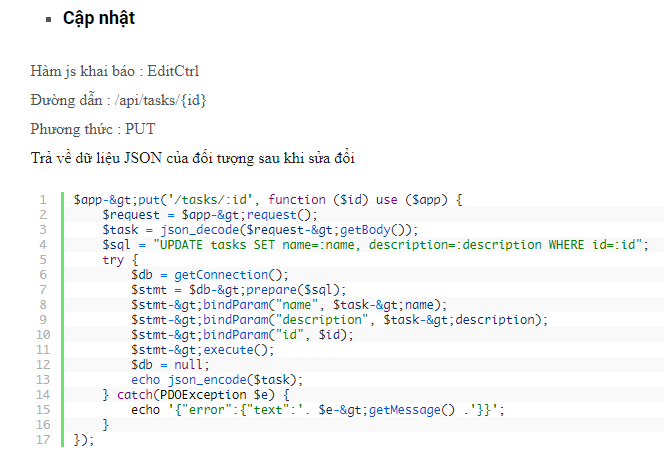 ▪ Cập nhật
Hàm js khai báo : EditCtrl
Đường dẫn : /api/tasks/{id}
Phương thức : PUT
Trả về dữ liệu JSON của đối tượng sau khi sửa đổi
1 $app-&gt;put('/tasks/:id', function ($id) use ($app) {
2     $request = $app-&gt;request();
3     $task = json_decode($request-&gt;getBody());
4     $sql = "UPDATE tasks SET name=:name, description=:description WHERE id=:id";
5     try {
6         $db = getConnection();
7         $stmt = $db-&gt;prepare($sql);
8         $stmt-&gt;bindParam("name", $task-&gt;name);
9         $stmt-&gt;bindParam("description", $task-&gt;description);
10         $stmt-&gt;bindParam("id", $id);
11         $stmt-&gt;execute();
12         $db = null;
13         echo json_encode($task);
14     } catch(PDOException $e) {
15         echo '{"error":{"text":'. $e-&gt;getMessage() .'}}';
16     }
17 });